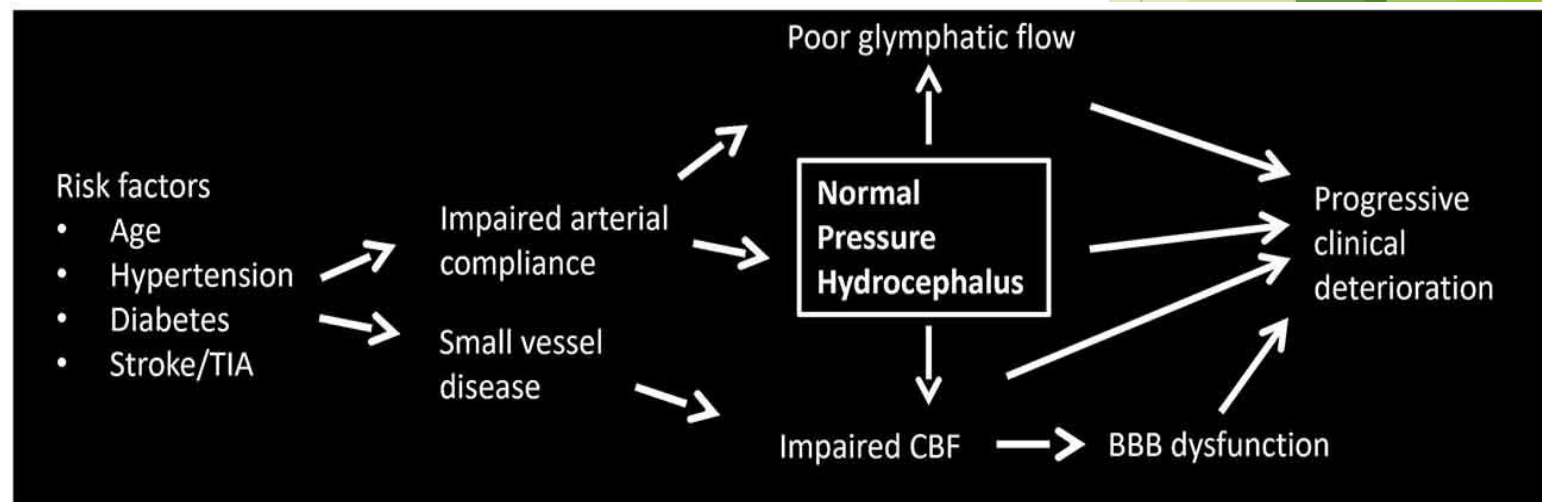 Poor glymphatic flow
Risk factors
• Age
• Hypertension
• Diabetes
• Stroke/TIA
Impaired arterial
compliance
Small vessel
disease
Normal
Pressure
Hydrocephalus
Impaired CBF
BBB dysfunction
Progressive
clinical
deterioration